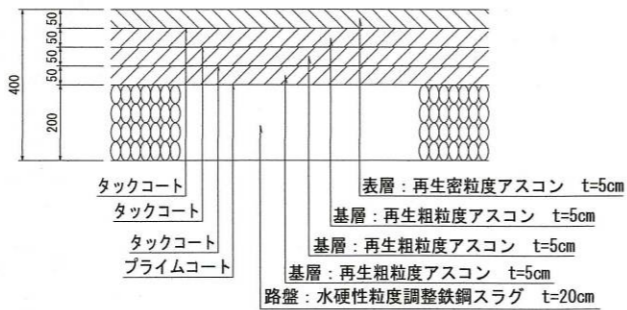 50
50
50
50
400
200
タックコート
表層：再生密粒度アスコン t=5cm
タックコート
基層：再生粗粒度アスコン t=5cm
タックコート
基層：再生粗粒度アスコン t=5cm
プライムコート
基層：再生粗粒度アスコン t=5cm
路盤：水硬性粒度調整鉄鋼スラグ t=20cm